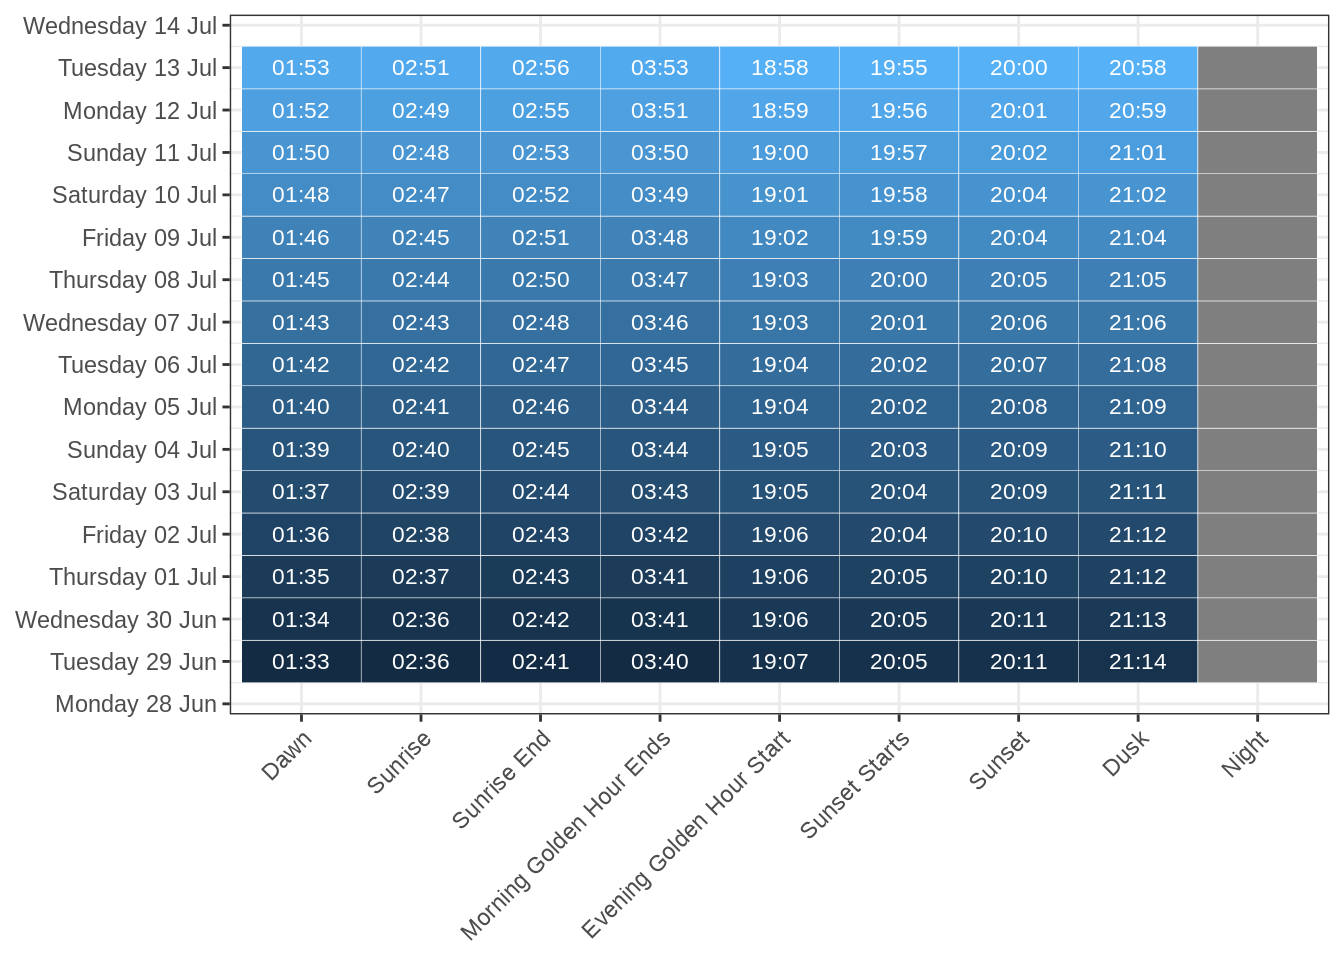 Wednesday 14 Jul
Tuesday 13 Jul 01:53 02:51 02:56 03:53 18:58 19:55 20:00 20:58
Monday 12 Jul 01:52 02:49 02:55 03:51 18:59 19:56 20:01 20:59
Sunday 11 Jul 01:50 02:48 02:53 03:50 19:00 19:57 20:02 21:01
Saturday 10 Jul 01:48 02:47 02:52 03:49 19:01 19:58 20:04 21:02
Friday 09 Jul 01:46 02:45 02:51 03:48 19:02 19:59 20:04 21:04
Thursday 08 Jul 01:45 02:44 02:50 03:47 19:03 20:00 20:05 21:05
Wednesday 07 Jul 01:43 02:43 02:48 03:46 19:03 20:01 20:06 21:06
Tuesday 06 Jul 01:42 02:42 02:47 03:45 19:04 20:02 20:07 21:08
Monday 05 Jul 01:40 02:41 02:46 03:44 19:04 20:02 20:08 21:09
Sunday 04 Jul 01:39 02:40 02:45 03:44 19:05 20:03 20:09 21:10
Saturday 03 Jul 01:37 02:39 02:44 03:43 19:05 20:04 20:09 21:11
Friday 02 Jul 01:36 02:38 02:43 03:42 19:06 20:04 20:10 21:12
Thursday 01 Jul 01:35 02:37 02:43 03:41 19:06 20:05 20:10 21:12
Wednesday 30 Jun 01:34 02:36 02:42 03:41 19:06 20:05 20:11 21:13
Tuesday 29 Jun 01:33 02:36 02:41 03:40 19:07 20:05 20:11 21:14
Monday 28 Jun
Dawn
Sunrise
Sunrise End
Morning Golden Hour Ends
Evening Golden Hour Start
Sunset Starts
Sunset
Dusk
Night